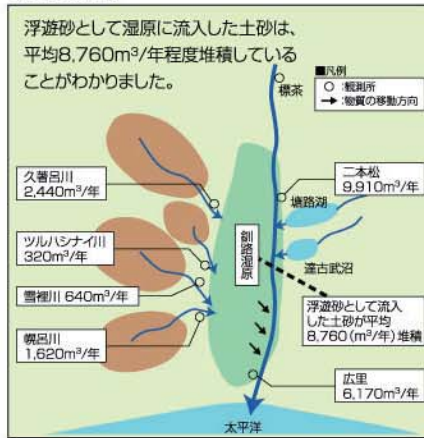 浮遊砂として湿原に流入した土砂は、
平均8,760m³/年程度堆積している
ことがわかりました。
■凡例
○:観測所
→:物質の移動方向
標茶
久著呂川
2,440m³/年
二本松
9,910m³/年
塘路湖
ツルハシナイ川
320m³/年
釧路湿原
達古武沼
雪裡川 640m³/年
浮遊砂として流入
した土砂が平均
8,760(m³/年)堆積
幌呂川
1,620m³/年
広里
6,170m³/年
太平洋